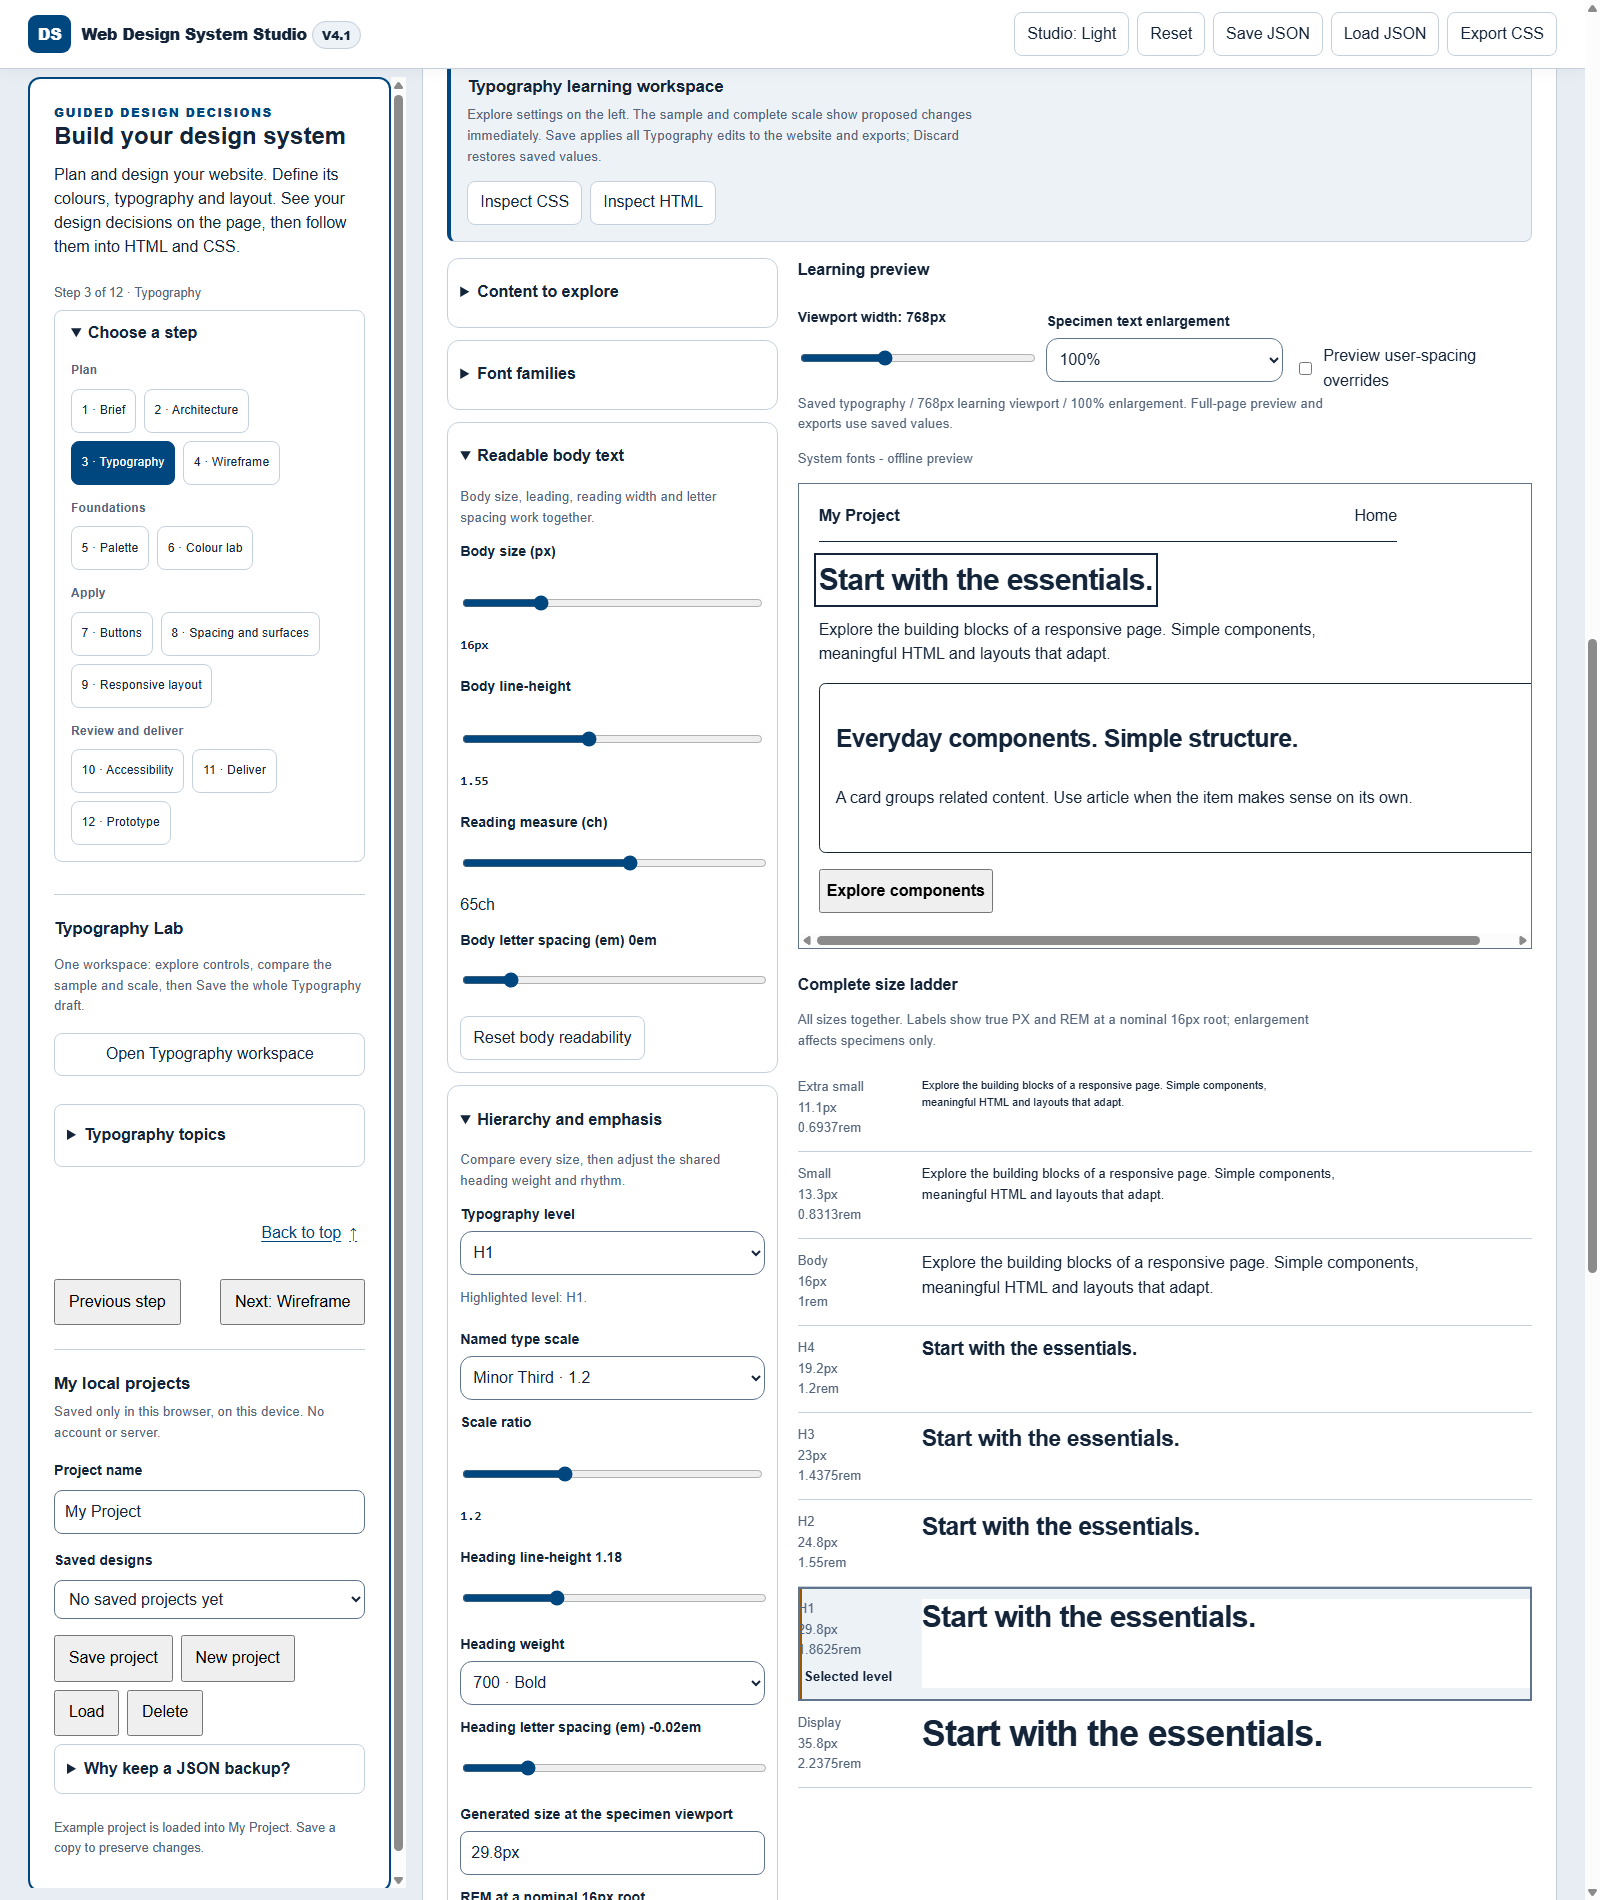 DS Web Design System Studio V4.1
Studio: Light
Reset
Save JSON
Load JSON
Export CSS
GUIDED DESIGN DECISIONS
Build your design system
Plan and design your website. Define its
colours, typography and layout. See your
design decisions on the page, then follow
them into HTML and CSS.
Step 3 of 12 · Typography
▼ Choose a step
Plan
1 · Brief
2 · Architecture
3 · Typography
4 · Wireframe
Foundations
5 · Palette
6 · Colour lab
Apply
7 · Buttons
8 · Spacing and surfaces
9 · Responsive layout
Review and deliver
10 · Accessibility
11 · Deliver
12 · Prototype
Typography Lab
One workspace: explore controls, compare the
sample and scale, then Save the whole Typography
draft.
Open Typography workspace
▶ Typography topics
Back to top ↑
Previous step
Next: Wireframe
My local projects
Saved only in this browser, on this device. No
account or server.
Project name
My Project
Saved designs
No saved projects yet
Save project
New project
Load
Delete
▶ Why keep a JSON backup?
Example project is loaded into My Project. Save a
copy to preserve changes.
Typography learning workspace
Explore settings on the left. The sample and complete scale show proposed changes
immediately. Save applies all Typography edits to the website and exports; Discard
restores saved values.
Inspect CSS
Inspect HTML
▶ Content to explore
▶ Font families
▼ Readable body text
Body size, leading, reading width and letter
spacing work together.
Body size (px)
16px
Body line-height
1.55
Reading measure (ch)
65ch
Body letter spacing (em) 0em
Reset body readability
▼ Hierarchy and emphasis
Compare every size, then adjust the shared
heading weight and rhythm.
Typography level
H1
Highlighted level: H1.
Named type scale
Minor Third · 1.2
Scale ratio
1.2
Heading line-height 1.18
Heading weight
700 · Bold
Heading letter spacing (em) -0.02em
Generated size at the specimen viewport
29.8px
REM at a nominal 16px root
Learning preview
Viewport width: 768px
Specimen text enlargement
100%
Preview user-spacing
overrides
Saved typography / 768px learning viewport / 100% enlargement. Full-page preview and
exports use saved values.
System fonts - offline preview
My Project
Home
Start with the essentials.
Explore the building blocks of a responsive page. Simple components,
meaningful HTML and layouts that adapt.
Everyday components. Simple structure.
A card groups related content. Use article when the item makes sense on its own.
Explore components
Complete size ladder
All sizes together. Labels show true PX and REM at a nominal 16px root; enlargement
affects specimens only.
Extra small
11.1px
0.6937rem
Explore the building blocks of a responsive page. Simple components,
meaningful HTML and layouts that adapt.
Small
13.3px
0.8313rem
Explore the building blocks of a responsive page. Simple components,
meaningful HTML and layouts that adapt.
Body
16px
1rem
Explore the building blocks of a responsive page. Simple components,
meaningful HTML and layouts that adapt.
H4
19.2px
1.2rem
Start with the essentials.
H3
23px
1.4375rem
Start with the essentials.
H2
24.8px
1.55rem
Start with the essentials.
H1
29.8px
1.8625rem
Selected level
Start with the essentials.
Display
35.8px
2.2375rem
Start with the essentials.